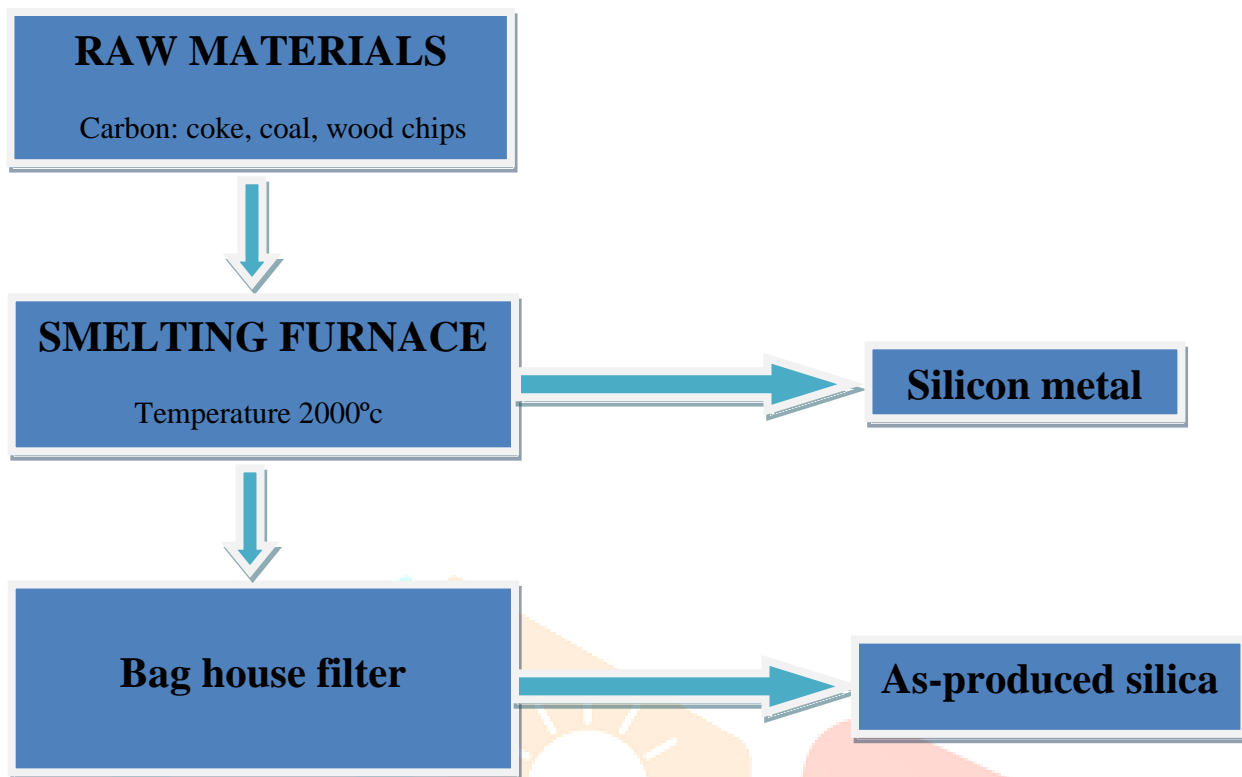 RAW MATERIALS
Carbon: coke, coal, wood chips
SMELTING FURNACE
Temperature 2000ºc
Silicon metal
Bag house filter
As-produced silica